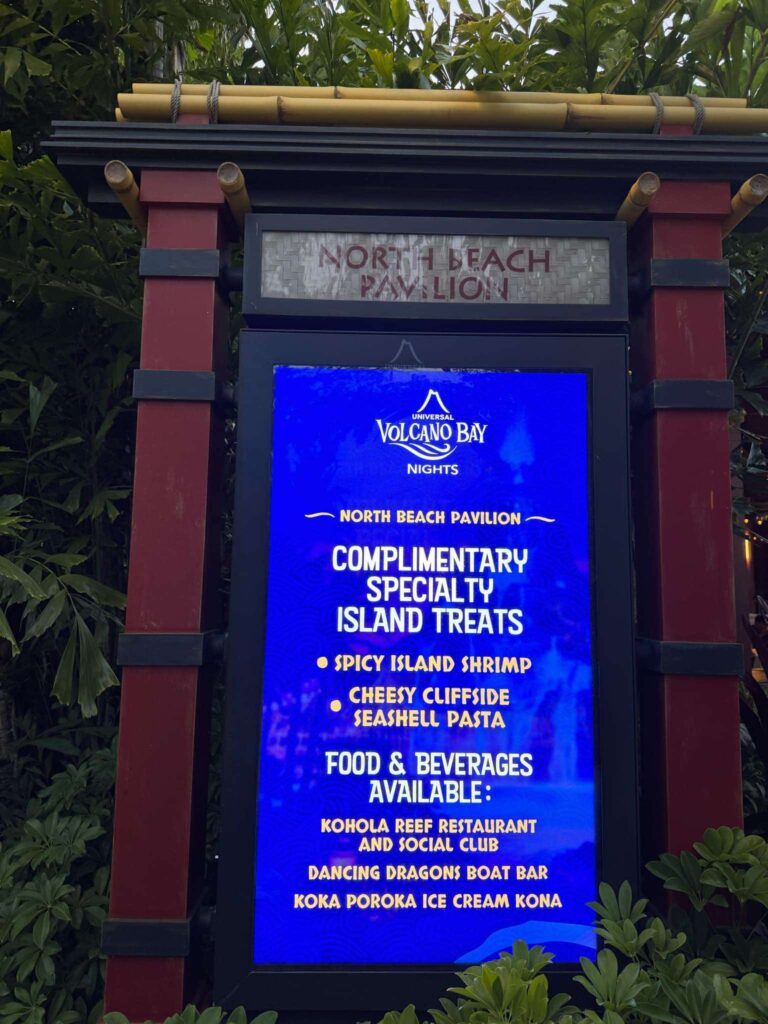 NORTH BEACH
PAVILION
UNIVERSAL
VOLCANO BAY
NIGHTS
NORTH BEACH PAVILION
COMPLIMENTARY
SPECIALTY
ISLAND TREATS
• SPICY ISLAND SHRIMP
• CHEESY CLIFFSIDE
SEASHELL PASTA
FOOD & BEVERAGES
AVAILABLE:
KOHOLA REEF RESTAURANT
AND SOCIAL CLUB
DANCING DRAGONS BOAT BAR
KOKA POROKA ICE CREAM KONA